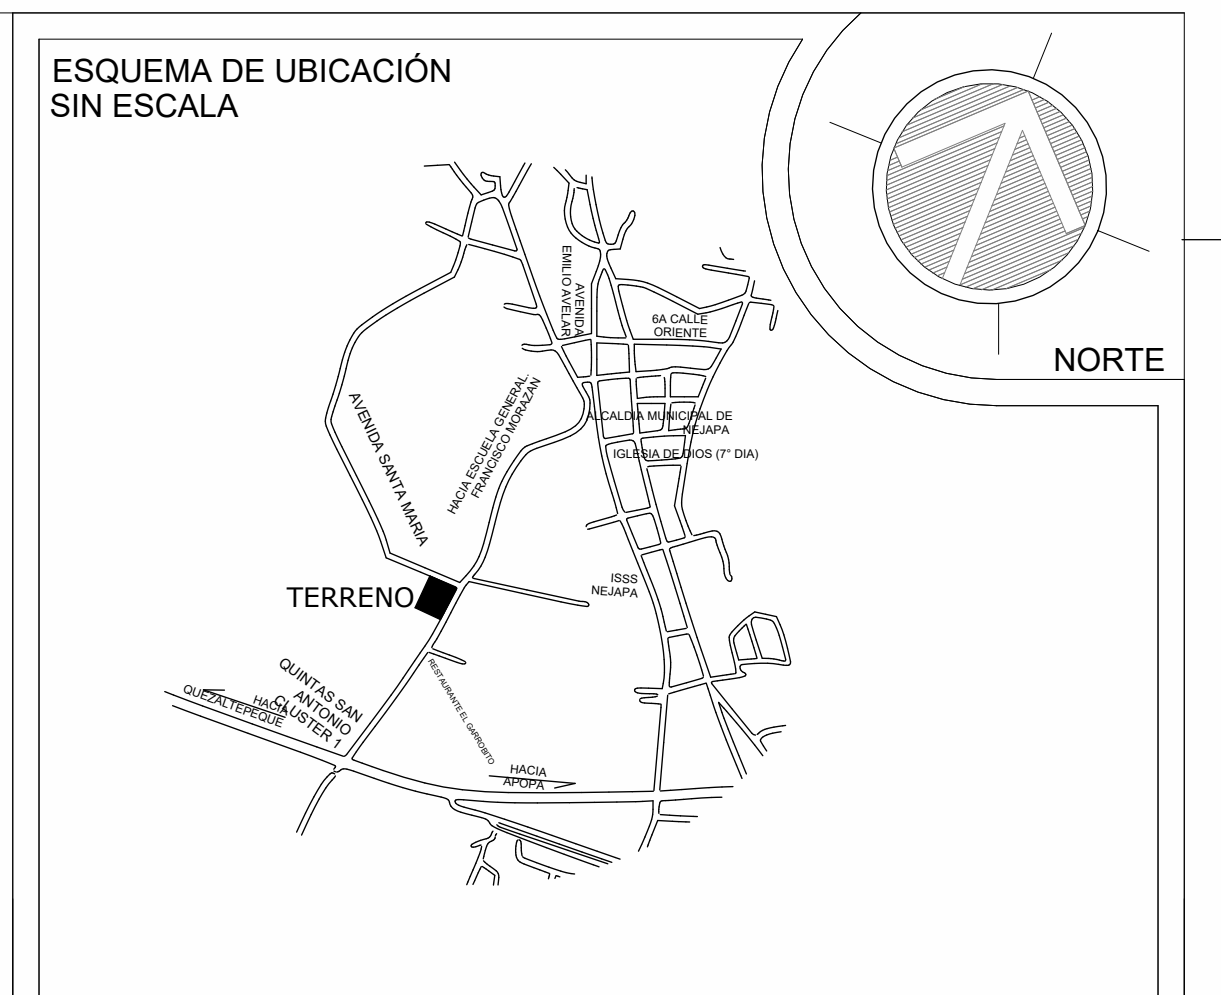 ESQUEMA DE UBICACIÓN
SIN ESCALA
NORTE
AVENIDA
EMILIO AVELAR
6A CALLE
ORIENTE
HACIA ESCUELA GENERAL.
FRANCISCO MORAZAN
AVENIDA SANTA MARIA
ALCALDIA MUNICIPAL DE
NEJAPA
IGLESIA DE DIOS (7° DIA)
ISSS
NEJAPA
TERRENO
QUINTAS SAN
ANTONIO
CLUSTER 1
HACIA
QUEZALTEPEQUE
RESTAURANTE EL GARROBITO
HACIA
APOPA